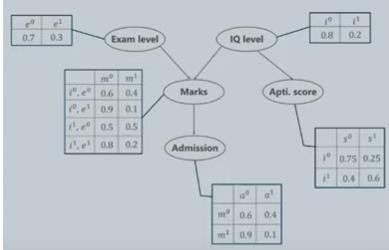 e⁰ e¹
0.7 0.3
Exam level
IQ level
i⁰ i¹
0.8 0.2
m⁰ m¹
i⁰, e⁰ 0.6 0.4
i⁰, e¹ 0.9 0.1
i¹, e⁰ 0.5 0.5
i¹, e¹ 0.8 0.2
Marks
Apti. score
s⁰ s¹
i⁰ 0.75 0.25
i¹ 0.4 0.6
Admission
a⁰ a¹
m⁰ 0.6 0.4
m¹ 0.9 0.1